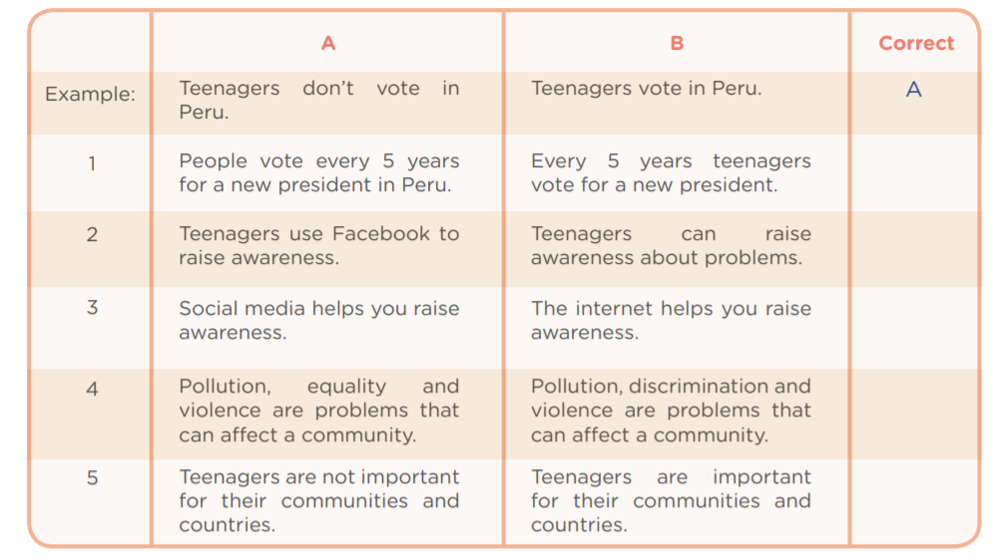 A B Correct
Example: Teenagers don't vote in Peru. Teenagers vote in Peru. A
1 People vote every 5 years for a new president in Peru. Every 5 years teenagers vote for a new president.
2 Teenagers use Facebook to raise awareness. Teenagers can raise awareness about problems.
3 Social media helps you raise awareness. The internet helps you raise awareness.
4 Pollution, equality and violence are problems that can affect a community. Pollution, discrimination and violence are problems that can affect a community.
5 Teenagers are not important for their communities and countries. Teenagers are important for their communities and countries.